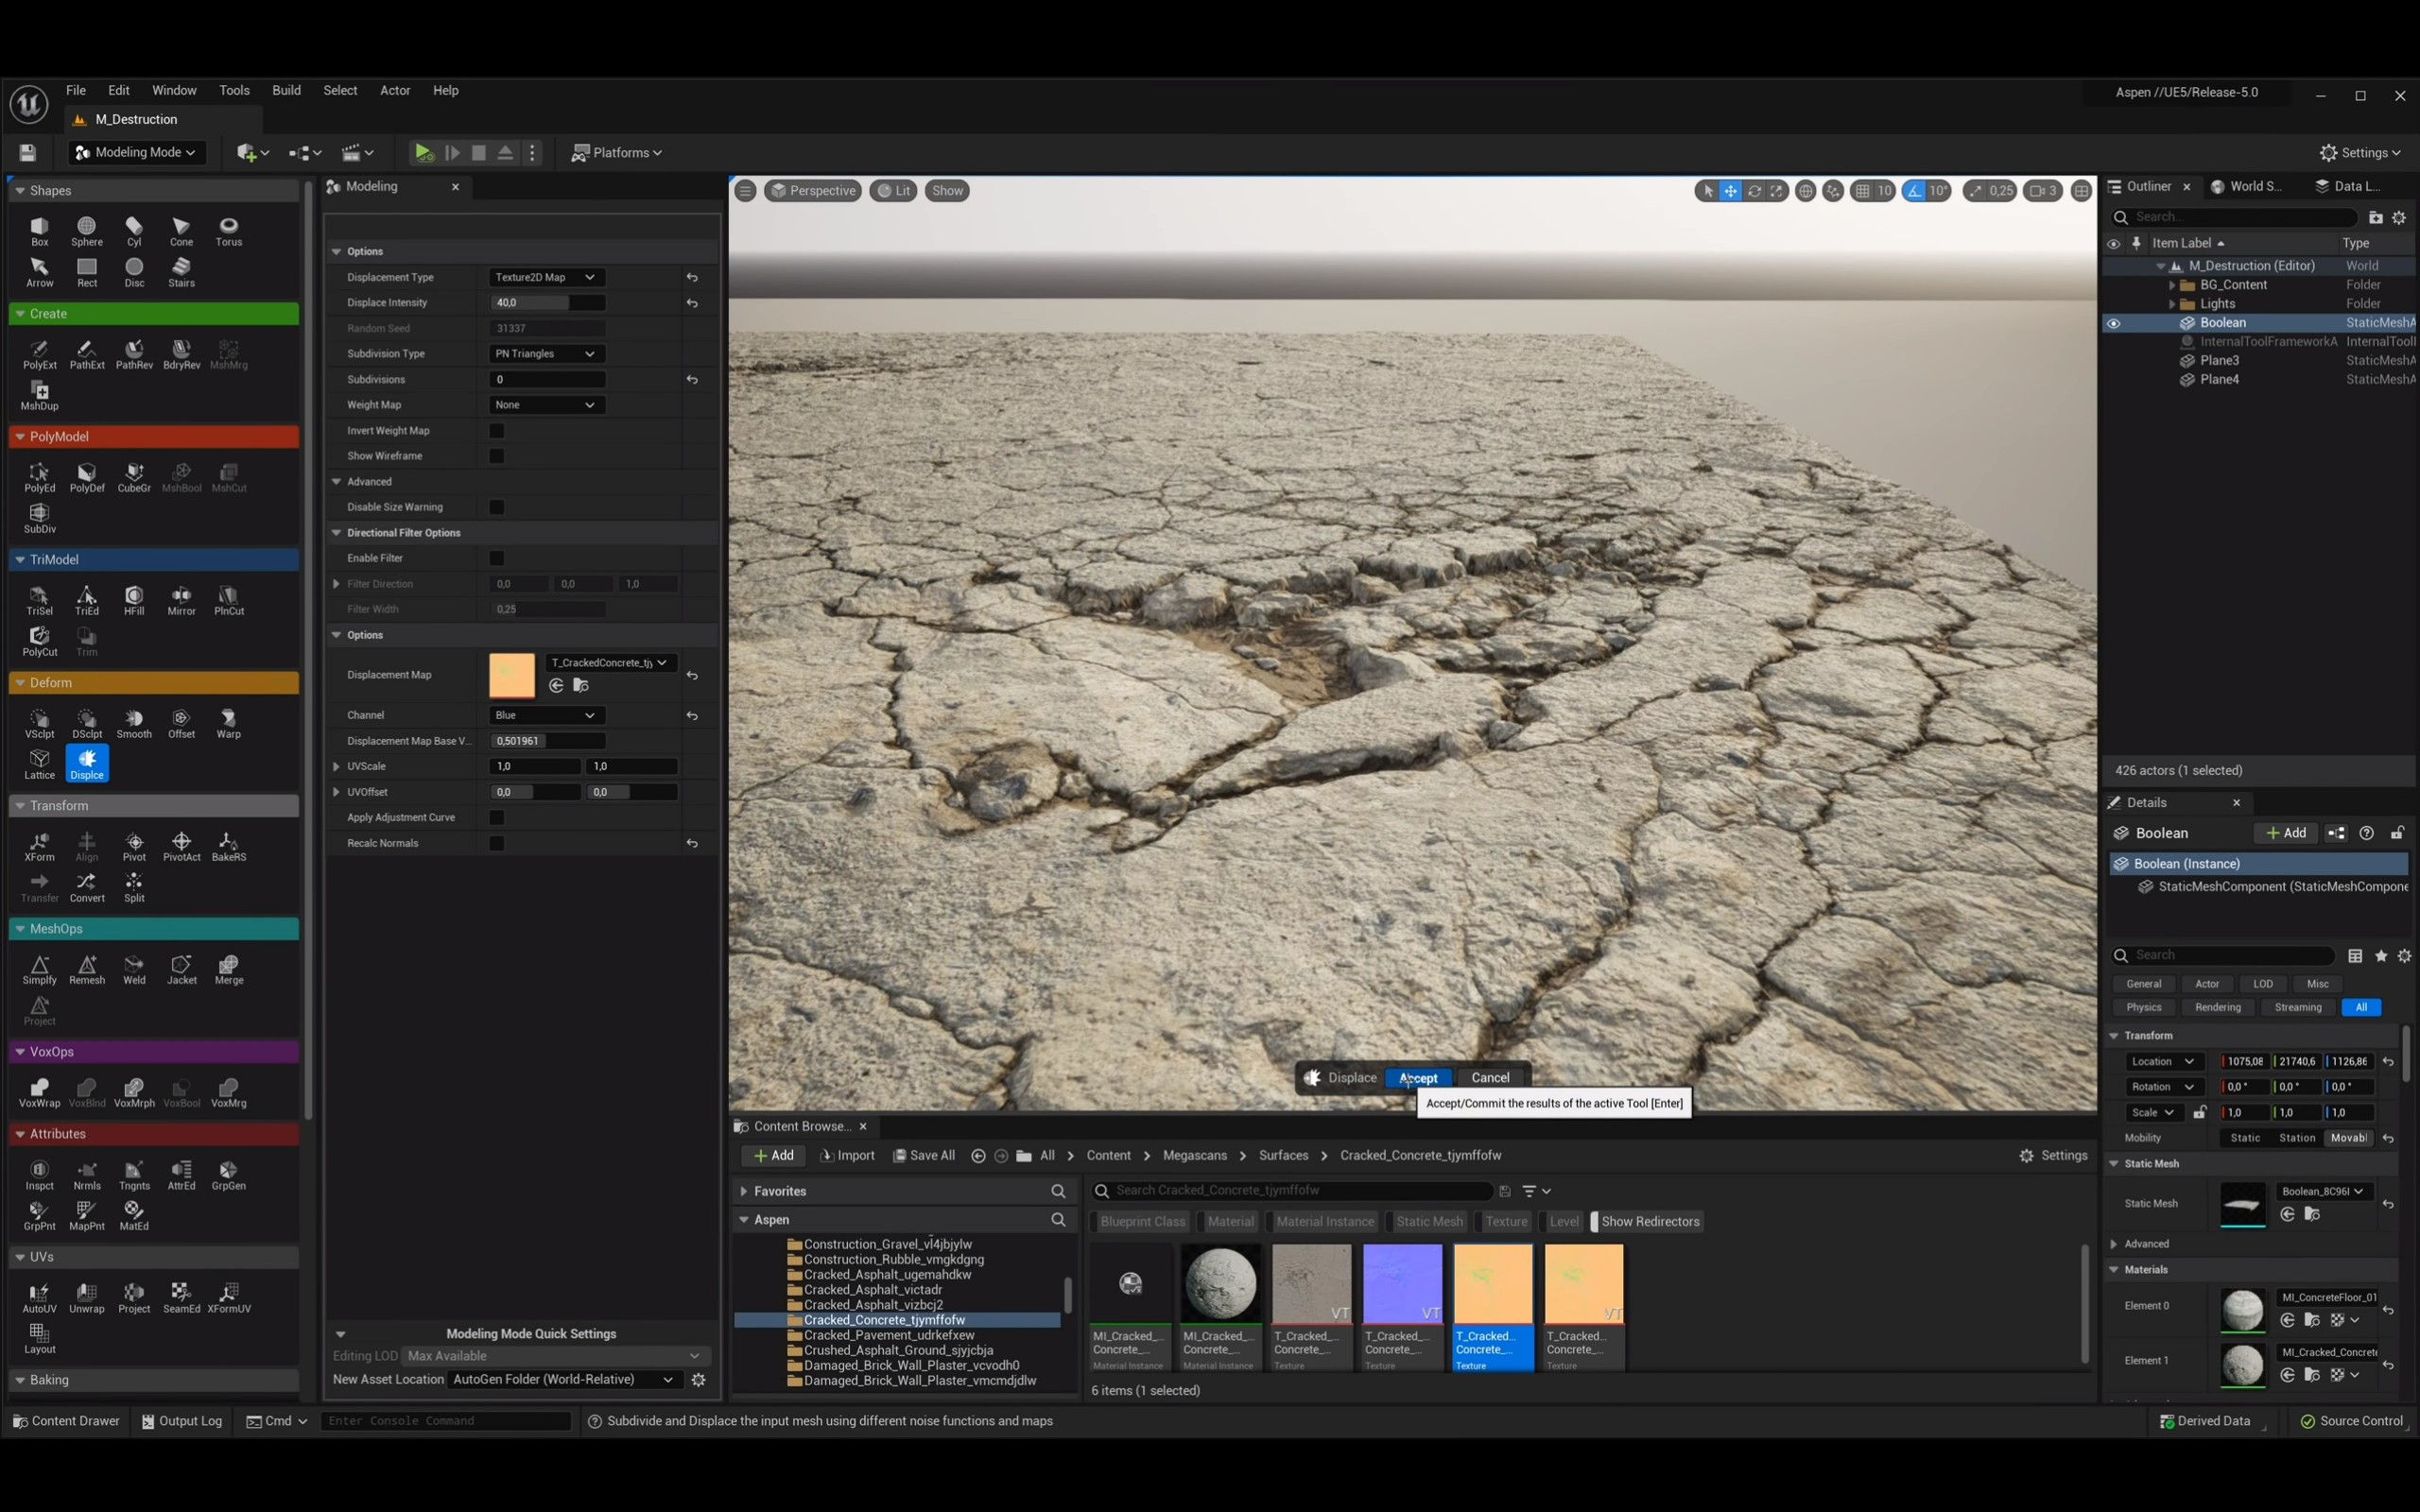 File Edit Window Tools Build Select Actor Help
Aspen //UE5/Release-5.0
M_Destruction
Modeling Mode
Platforms
Settings
Shapes
Box Sphere Cyl Cone Torus
Arrow Rect Disc Stairs
Create
PolyExt PathExt PathRev BdyRev MshMrg
MshDup
PolyModel
PolyEd PolyDef CubeGr MshBool MshCut
SubDiv
TriModel
TriSel TriEd HFill Mirror PlnCut
PolyCut Trim
Deform
VSclpt DSclpt Smooth Offset Warp
Lattice Displce
Transform
XForm Align Pivot PivotAct BakeRS
Transfer Convert Split
MeshOps
Simplfy Remesh Weld Jacket Merge
Project
VoxOps
VoxWrap VoxBlnd VoxMrph VoxBool VoxMrg
Attributes
Inspct Nrmls Tngnts AttrEd GrpGen
GrpPnt MapPnt MatEd
UVs
AutoUV Unwrap Project SeamEd XFormUV
Layout
Baking
Modeling
Options
Displacement Type Texture2D Map
Displace Intensity 40,0
Random Seed 31337
Subdivision Type PN Triangles
Subdivisions 0
Weight Map None
Invert Weight Map
Show Wireframe
Advanced
Disable Size Warning
Directional Filter Options
Enable Filter
Filter Direction 0,0 0,0 1,0
Filter Width 0,25
Options
Displacement Map T_CrackedConcrete_tjy
Channel Blue
Displacement Map Base V... 0,501961
UVScale 1,0 1,0
UVOffset 0,0 0,0
Apply Adjustment Curve
Recalc Normals
Modeling Mode Quick Settings
Editing LOD Max Available
New Asset Location AutoGen Folder (World-Relative)
Perspective Lit Show
10 10° 0,25 3
Displace Accept Cancel
Accept/Commit the results of the active Tool [Enter]
Content Browse...
Add Import Save All All Content Megascans Surfaces Cracked_Concrete_tjymffofw Settings
Favorites
Aspen
Construction_Gravel_vl4jbjylw
Construction_Rubble_vmgkdgng
Cracked_Asphalt_ugemahdkw
Cracked_Asphalt_victadr
Cracked_Asphalt_vizbcj2
Cracked_Concrete_tjymffofw
Cracked_Pavement_udrkefxew
Crushed_Asphalt_Ground_sjyjcbja
Damaged_Brick_Wall_Plaster_vcvodh0
Damaged_Brick_Wall_Plaster_vmcmdjdlw
Search Cracked_Concrete_tjymffofw
Blueprint Class Material Material Instance Static Mesh Texture Level Show Redirectors
VT VT VT
MI_Cracked_... MI_Cracked_... T_Cracked_... T_Cracked_... T_Cracked... T_Cracked...
Concrete_... Concrete_... Concrete_... Concrete_... Concrete_... Concrete_...
Material Instance Material Instance Texture Texture Texture Texture
6 items (1 selected)
Outliner World S... Data L...
Search...
Item Label Type
M_Destruction (Editor) World
BG_Content Folder
Lights Folder
Boolean StaticMeshA
InternalToolFrameworkA InternalTooll
Plane3 StaticMeshA
Plane4 StaticMeshA
426 actors (1 selected)
Details
Boolean Add
Boolean (Instance)
StaticMeshComponent (StaticMeshCompone
Search
General Actor LOD Misc
Physics Rendering Streaming All
Transform
Location 1075,08 21740,6 1126,86
Rotation 0,0 ° 0,0 ° 0,0 °
Scale 1,0 1,0 1,0
Mobility Static Station Movabl
Static Mesh
Static Mesh Boolean_8C96l
Advanced
Materials
Element 0 MI_ConcreteFloor_01
Element 1 MI_Cracked_Concrete
Content Drawer Output Log Cmd Enter Console Command Subdivide and Displace the input mesh using different noise functions and maps Derived Data Source Control